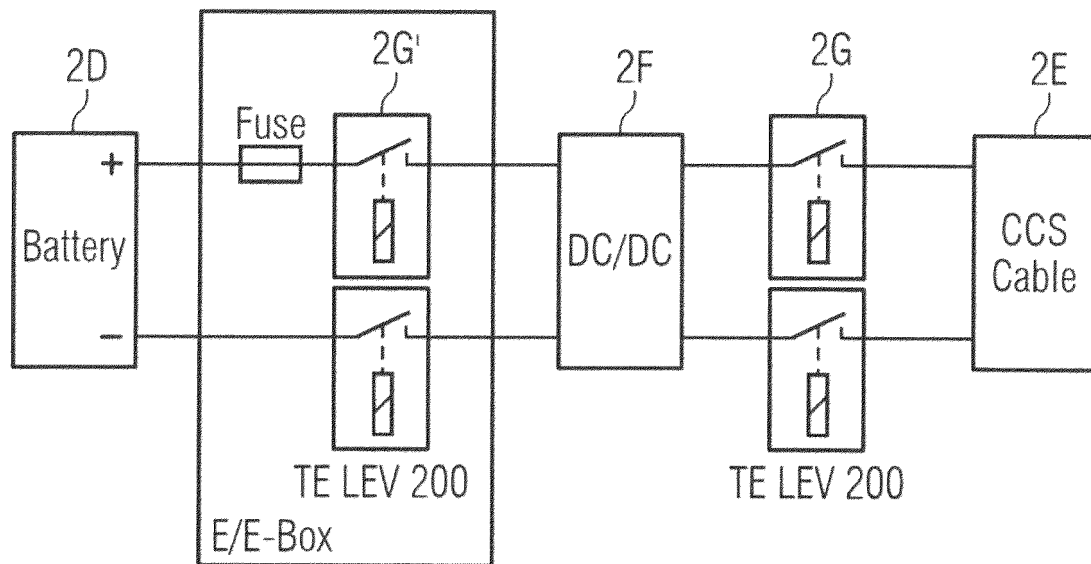 2D
2G'
2F
2G
2E
Fuse
+
Battery
DC/DC
CCS
Cable
−
TE LEV 200
TE LEV 200
E/E-Box